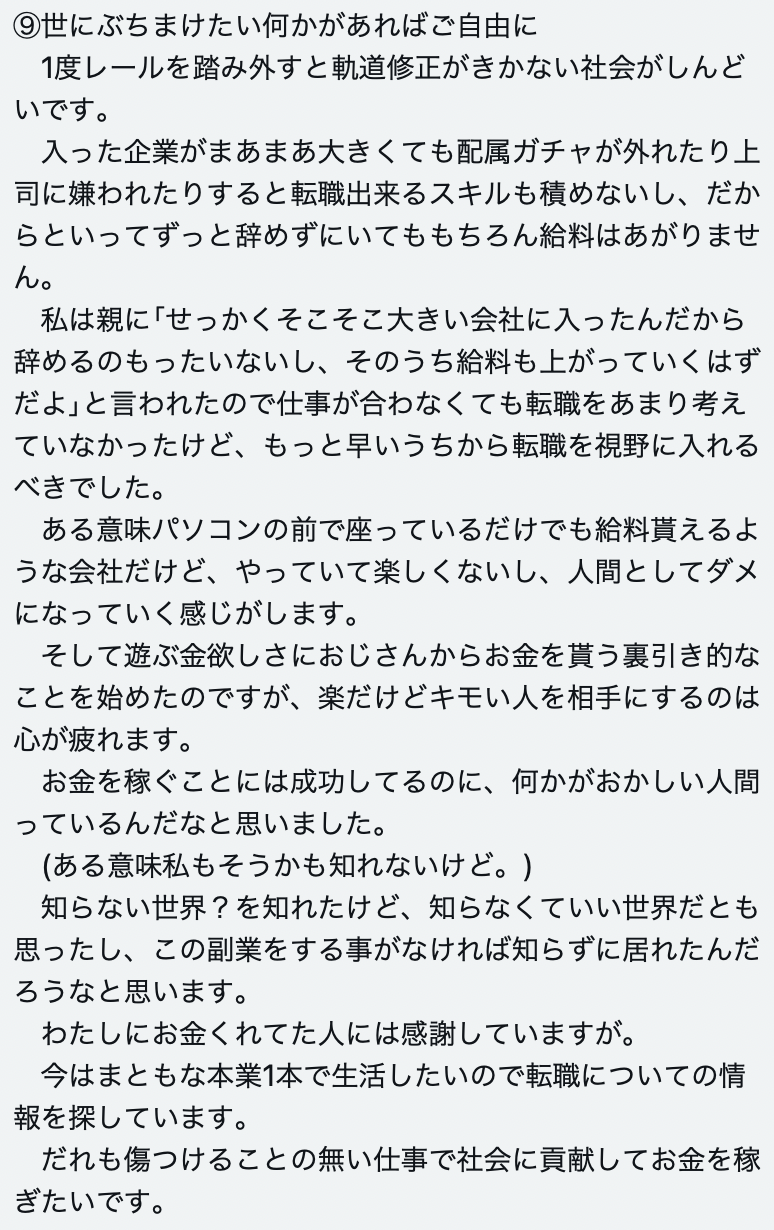 ⑨世にぶちまけたい何かがあればご自由に
　1度レールを踏み外すと軌道修正がきかない社会がしんど
いです。
　入った企業がまあまあ大きくても配属ガチャが外れたり上
司に嫌われたりすると転職出来るスキルも積めないし、だか
らといってずっと辞めずにいてももちろん給料はあがりませ
ん。
　私は親に「せっかくそこそこ大きい会社に入ったんだから
辞めるのもったいないし、そのうち給料も上がっていくはず
だよ」と言われたので仕事が合わなくても転職をあまり考え
ていなかったけど、もっと早いうちから転職を視野に入れる
べきでした。
　ある意味パソコンの前で座っているだけでも給料貰えるよ
うな会社だけど、やっていて楽しくないし、人間としてダメ
になっていく感じがします。
　そして遊ぶ金欲しさにおじさんからお金を貰う裏引き的な
ことを始めたのですが、楽だけどキモい人を相手にするのは
心が疲れます。
　お金を稼ぐことには成功してるのに、何かがおかしい人間
っているんだなと思いました。
　(ある意味私もそうかも知れないけど。)
　知らない世界？を知れたけど、知らなくていい世界だとも
思ったし、この副業をする事がなければ知らずに居れたんだ
ろうなと思います。
　わたしにお金くれてた人には感謝していますが。
　今はまともな本業1本で生活したいので転職についての情
報を探しています。
　だれも傷つけることの無い仕事で社会に貢献してお金を稼
ぎたいです。